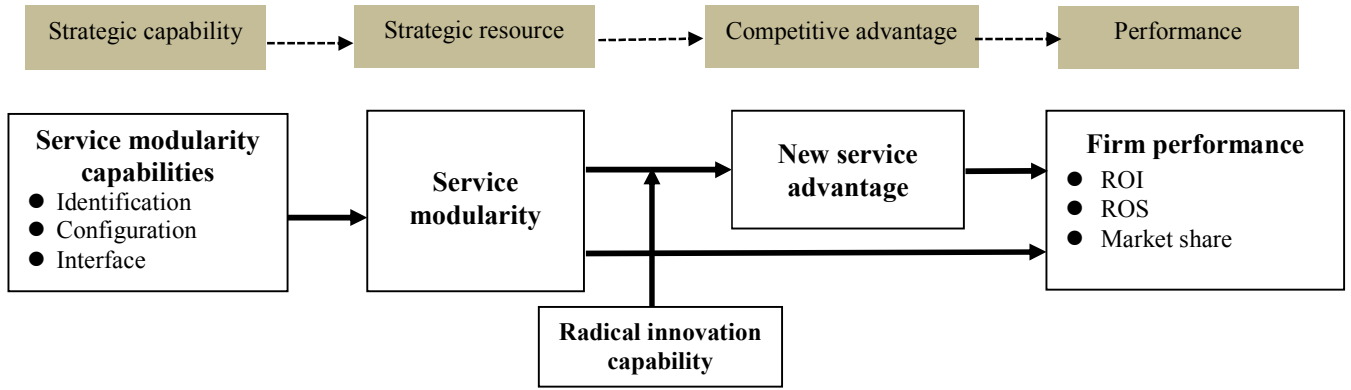 Strategic capability
Strategic resource
Competitive advantage
Performance
Service modularity
capabilities
● Identification
● Configuration
● Interface
Service
modularity
New service
advantage
Firm performance
● ROI
● ROS
● Market share
Radical innovation
capability